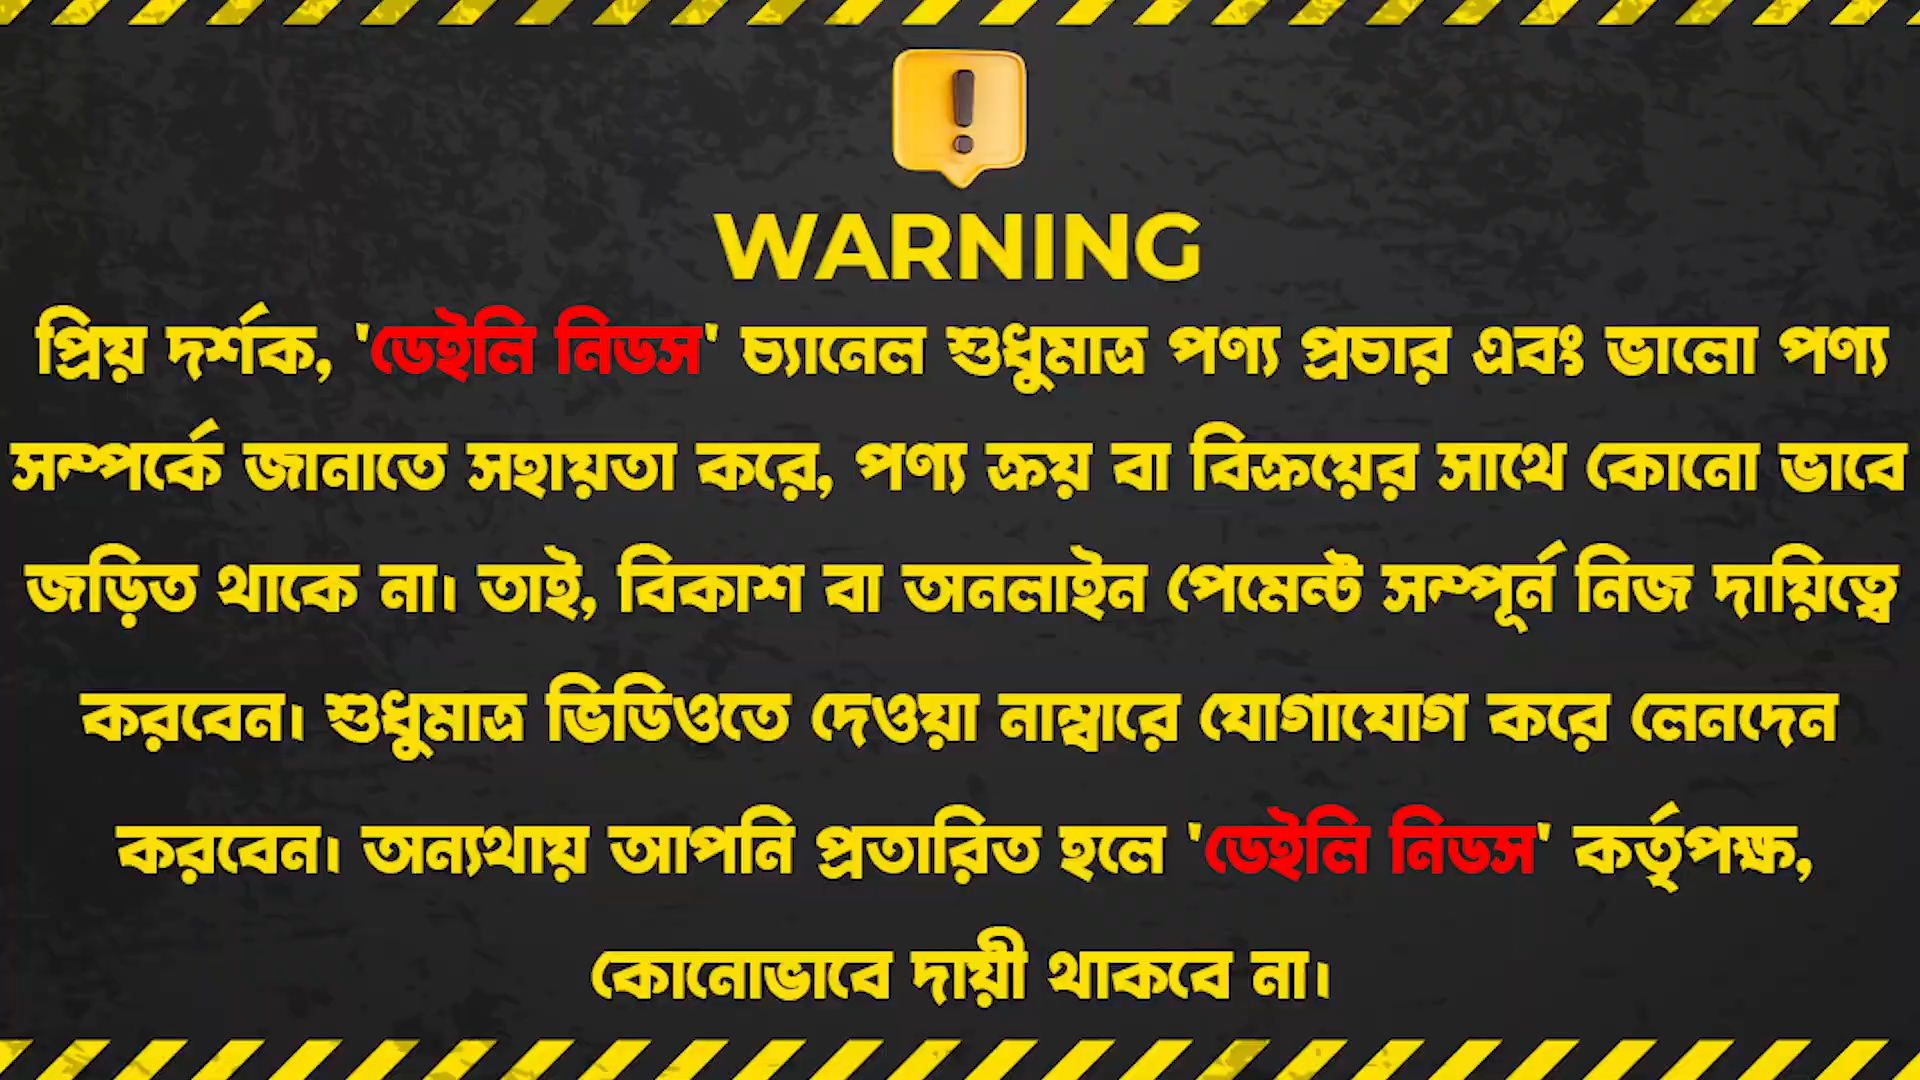 WARNING
প্রিয় দর্শক, 'ডেইলি নিডস' চ্যানেল শুধুমাত্র পণ্য প্রচার এবং ভালো পণ্য
সম্পর্কে জানাতে সহায়তা করে, পণ্য ক্রয় বা বিক্রয়ের সাথে কোনো ভাবে
জড়িত থাকে না। তাই, বিকাশ বা অনলাইন পেমেন্ট সম্পূর্ন নিজ দায়িত্বে
করবেন। শুধুমাত্র ভিডিওতে দেওয়া নাম্বারে যোগাযোগ করে লেনদেন
করবেন। অন্যথায় আপনি প্রতারিত হলে 'ডেইলি নিডস' কর্তৃপক্ষ,
কোনোভাবে দায়ী থাকবে না।